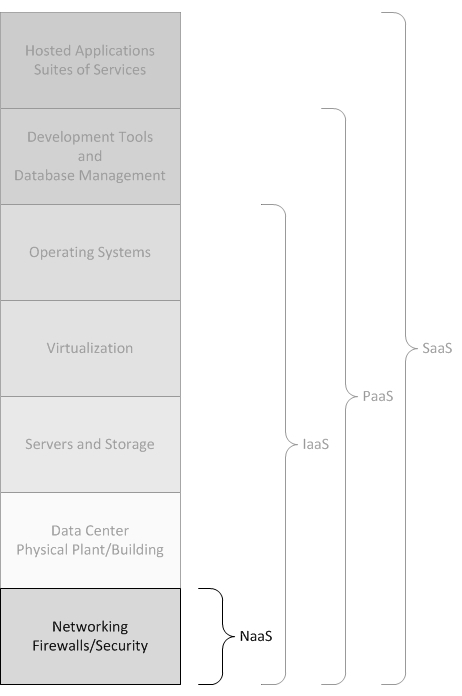 Hosted Applications
Suites of Services
Development Tools
and
Database Management
Operating Systems
Virtualization
SaaS
PaaS
Servers and Storage
IaaS
Data Center
Physical Plant/Building
Networking
Firewalls/Security
NaaS